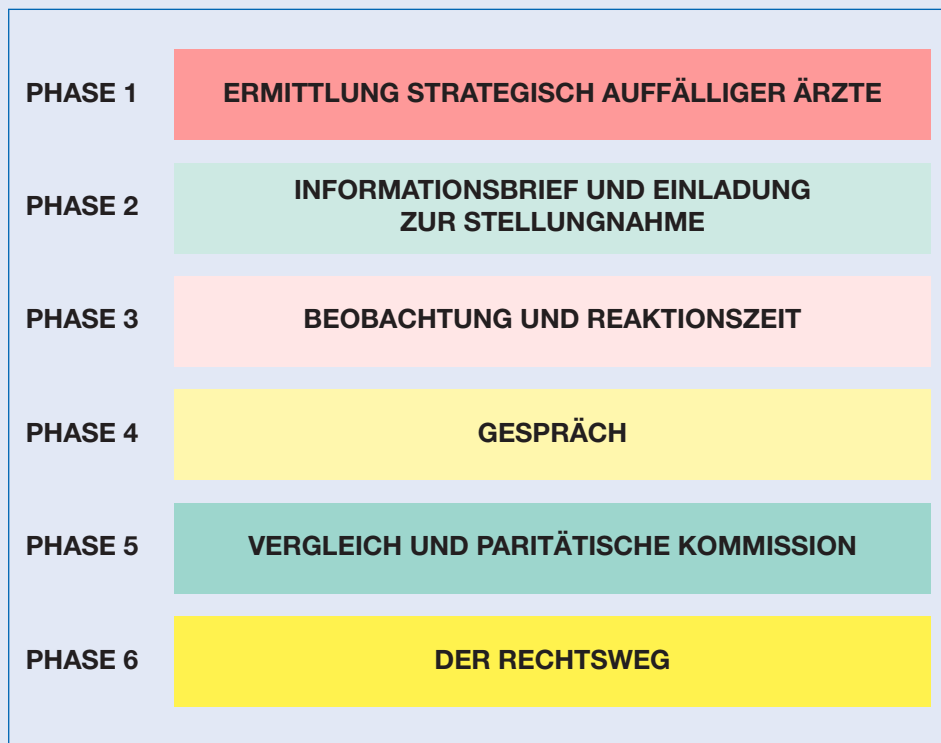 PHASE 1
ERMITTLUNG STRATEGISCH AUFFÄLLIGER ÄRZTE
PHASE 2
INFORMATIONSBRIEF UND EINLADUNG
ZUR STELLUNGNAHME
PHASE 3
BEOBACHTUNG UND REAKTIONSZEIT
PHASE 4
GESPRÄCH
PHASE 5
VERGLEICH UND PARITÄTISCHE KOMMISSION
PHASE 6
DER RECHTSWEG